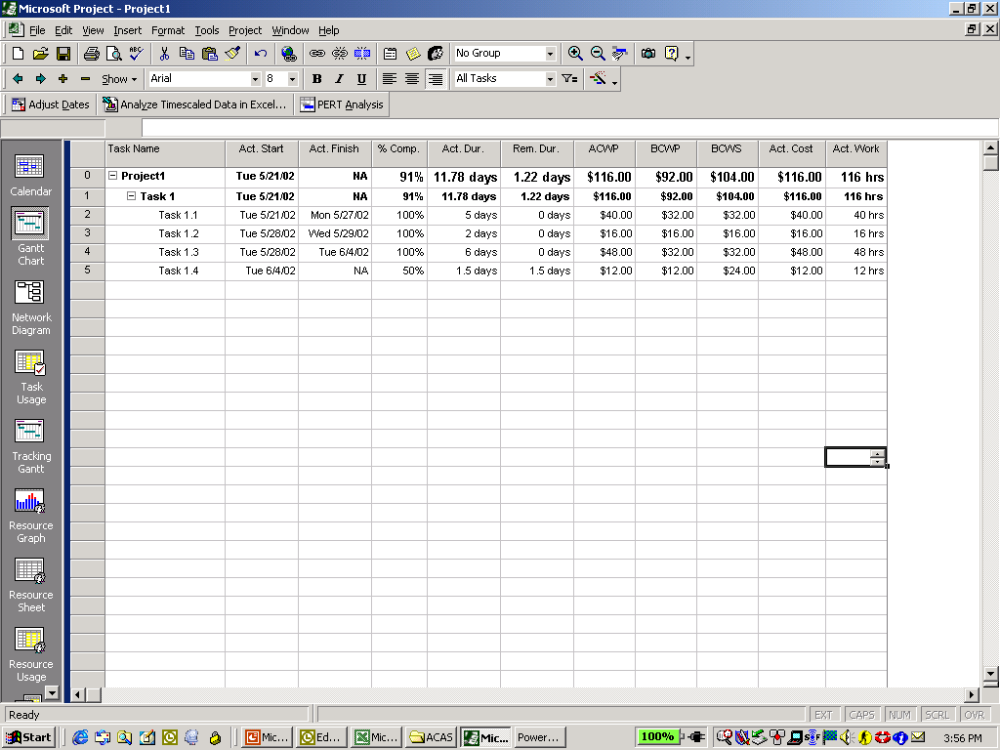 Microsoft Project - Project1
File Edit View Insert Format Tools Project Window Help
No Group
Show Arial 8 B I U All Tasks
Adjust Dates Analyze Timescaled Data in Excel... PERT Analysis
Task Name Act. Start Act. Finish % Comp. Act. Dur. Rem. Dur. ACWP BCWP BCWS Act. Cost Act. Work
0 Project1 Tue 5/21/02 NA 91% 11.78 days 1.22 days $116.00 $92.00 $104.00 $116.00 116 hrs
1 Task 1 Tue 5/21/02 NA 91% 11.78 days 1.22 days $116.00 $92.00 $104.00 $116.00 116 hrs
2 Task 1.1 Tue 5/21/02 Mon 5/27/02 100% 5 days 0 days $40.00 $32.00 $32.00 $40.00 40 hrs
3 Task 1.2 Tue 5/28/02 Wed 5/29/02 100% 2 days 0 days $16.00 $16.00 $16.00 $16.00 16 hrs
4 Task 1.3 Tue 5/28/02 Tue 6/4/02 100% 6 days 0 days $48.00 $32.00 $32.00 $48.00 48 hrs
5 Task 1.4 Tue 6/4/02 NA 50% 1.5 days 1.5 days $12.00 $12.00 $24.00 $12.00 12 hrs
Calendar
Gantt
Chart
Network
Diagram
Task
Usage
Tracking
Gantt
Resource
Graph
Resource
Sheet
Resource
Usage
Ready EXT CAPS NUM SCRL OVR
Start Mic... Ed... Mic... ACAS Mic... Power... 100% 3:56 PM